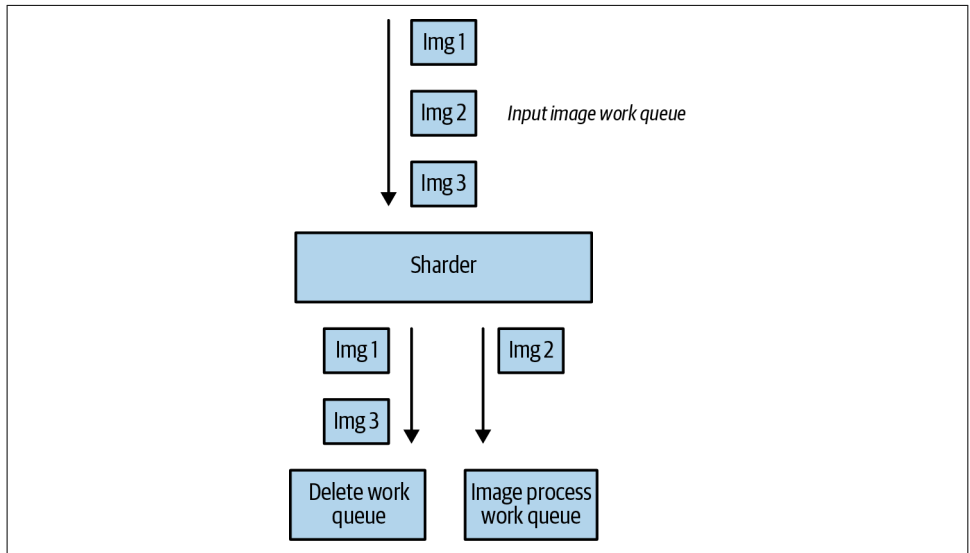 Img 1
Img 2
Input image work queue
Img 3
Sharder
Img 1
Img 2
Img 3
Delete work
queue
Image process
work queue